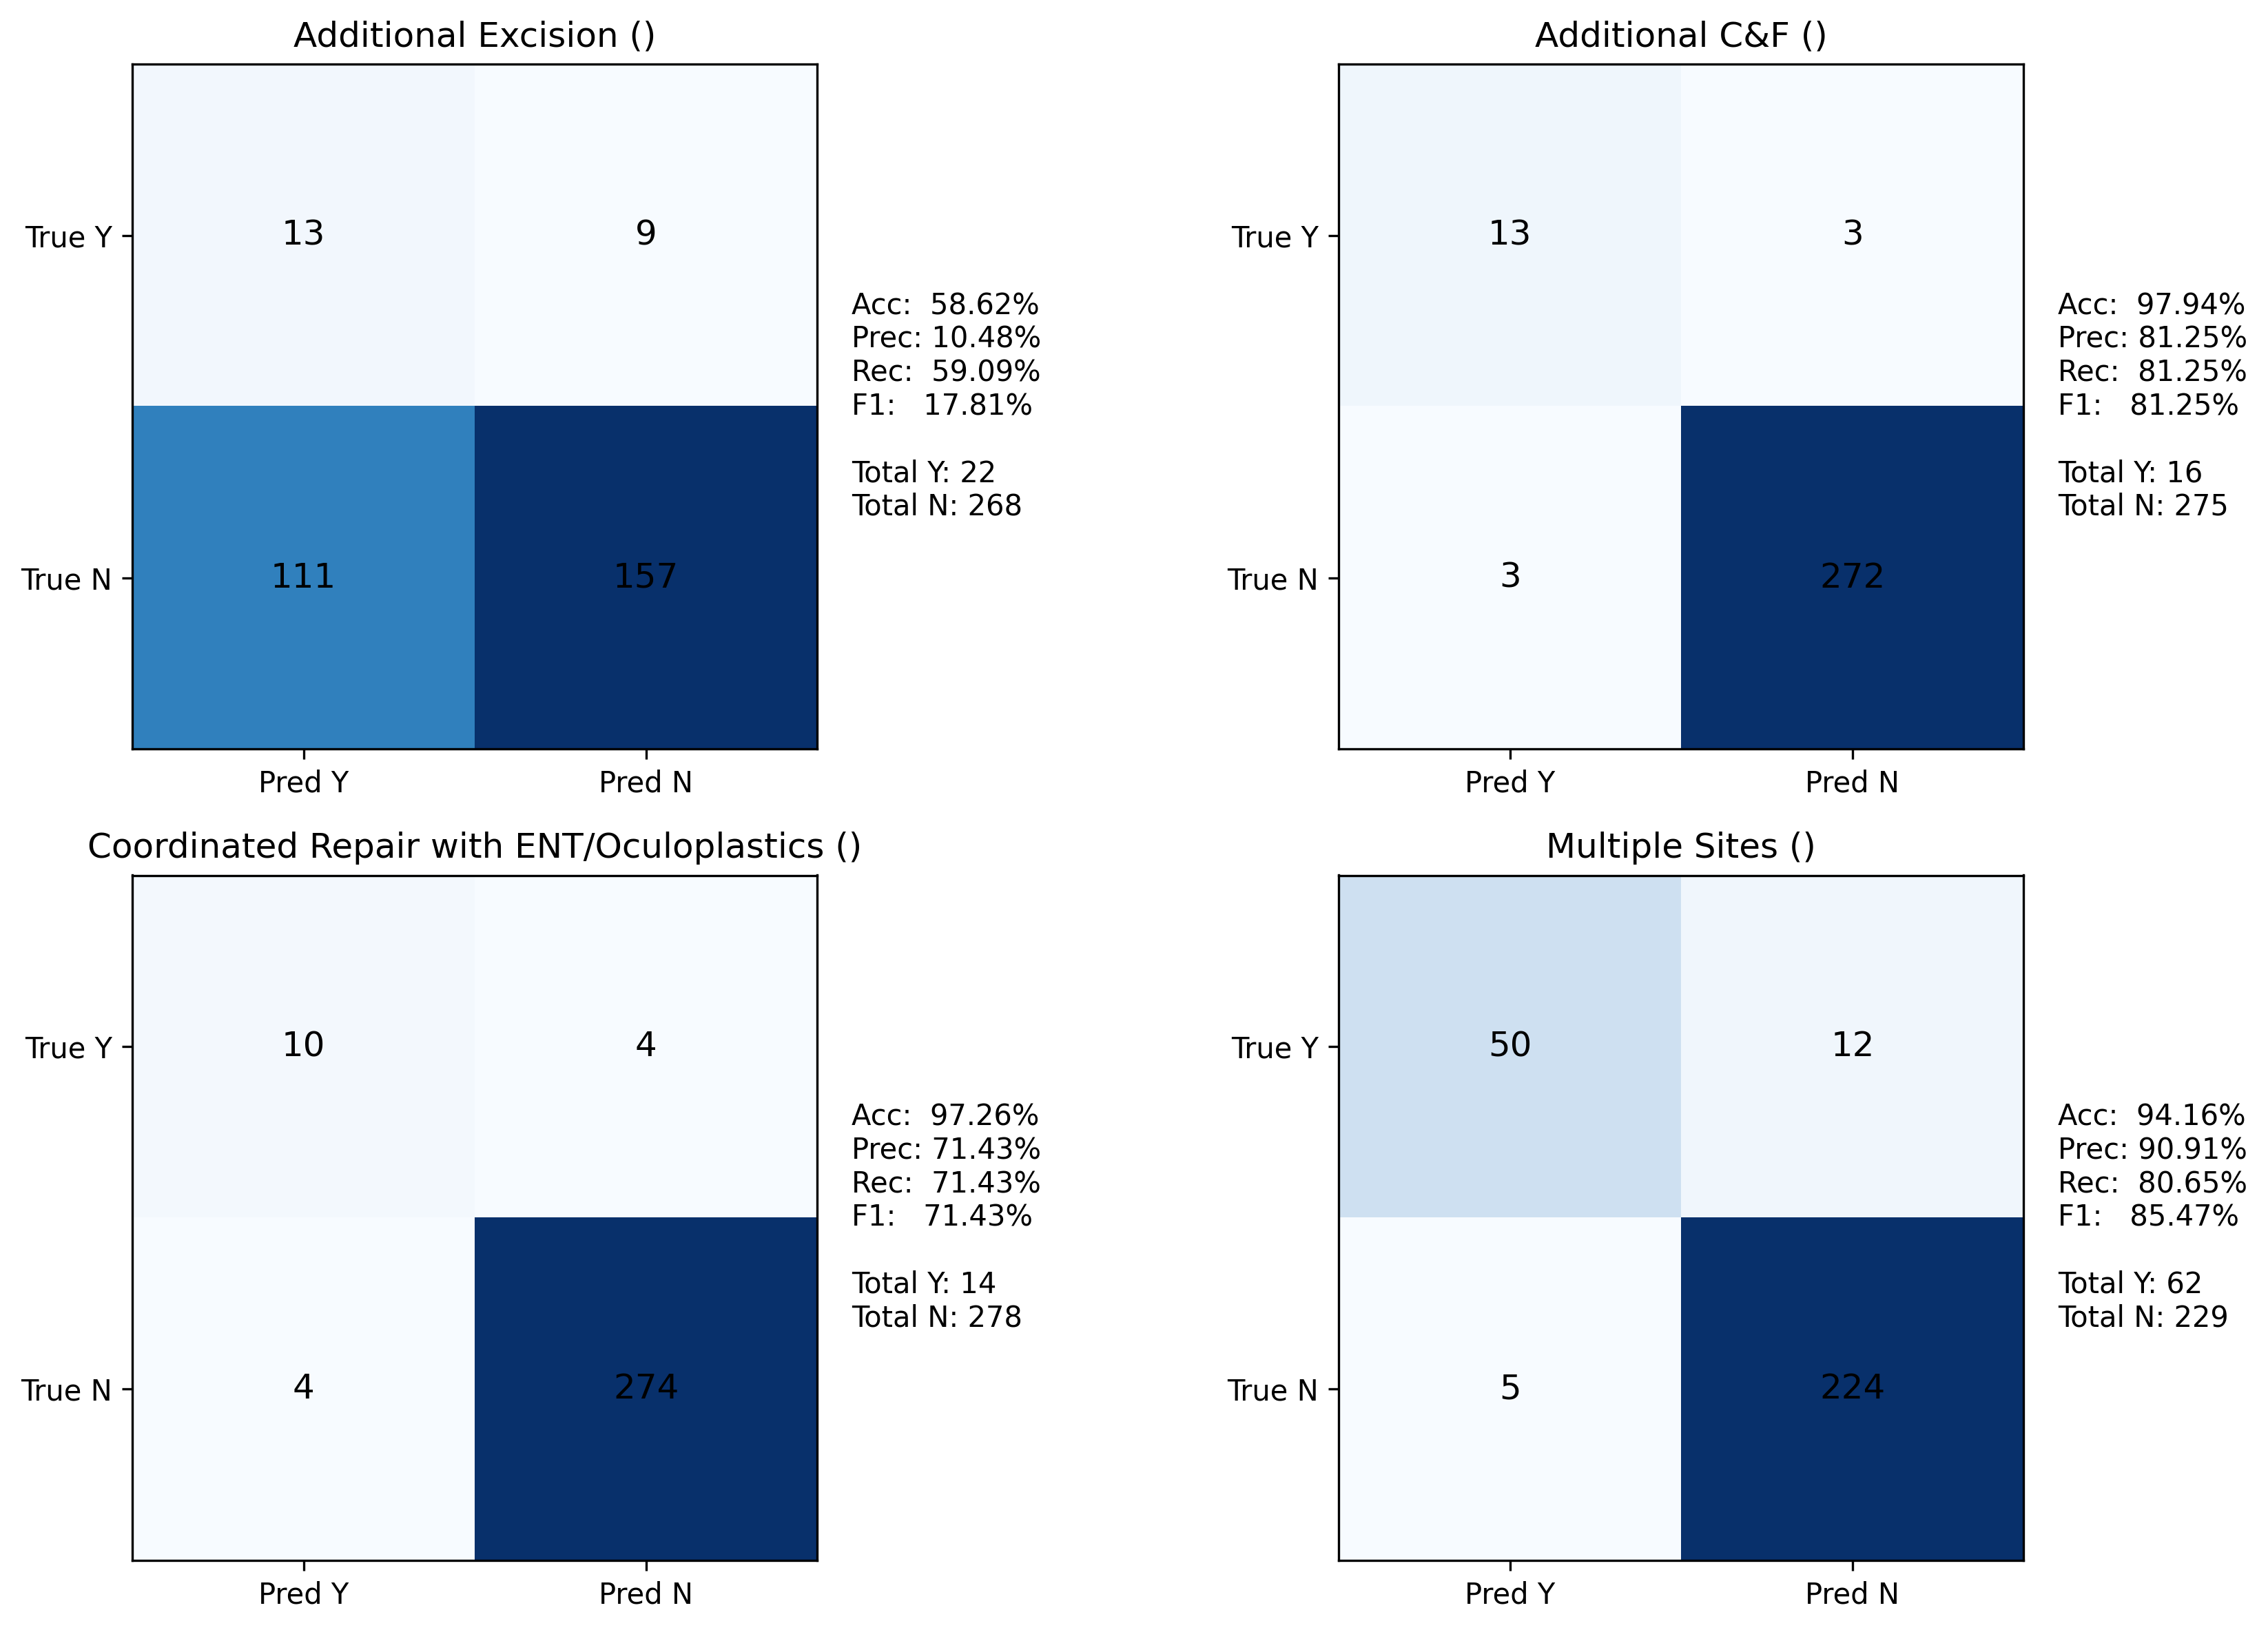 Additional Excision ()
True Y
13
9
True N
111
157
Pred Y
Pred N
Acc:  58.62%
Prec: 10.48%
Rec:  59.09%
F1:   17.81%
Total Y: 22
Total N: 268
Additional C&F ()
True Y
13
3
True N
3
272
Pred Y
Pred N
Acc:  97.94%
Prec: 81.25%
Rec:  81.25%
F1:   81.25%
Total Y: 16
Total N: 275
Coordinated Repair with ENT/Oculoplastics ()
True Y
10
4
True N
4
274
Pred Y
Pred N
Acc:  97.26%
Prec: 71.43%
Rec:  71.43%
F1:   71.43%
Total Y: 14
Total N: 278
Multiple Sites ()
True Y
50
12
True N
5
224
Pred Y
Pred N
Acc:  94.16%
Prec: 90.91%
Rec:  80.65%
F1:   85.47%
Total Y: 62
Total N: 229